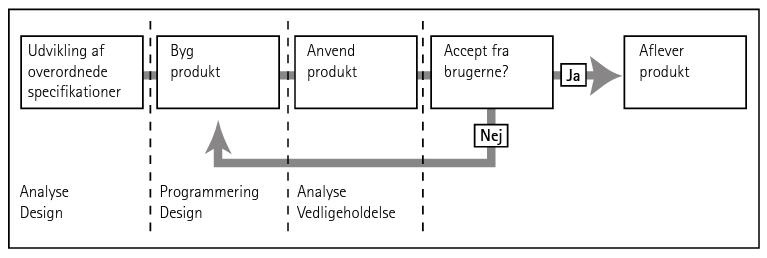 Udvikling af
overordnede
specifikationer
Byg
produkt
Anvend
produkt
Accept fra
brugerne?
Ja
Aflever
produkt
Nej
Analyse
Design
Programmering
Design
Analyse
Vedligeholdelse